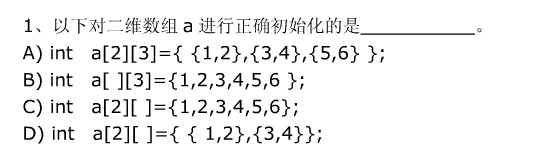 1、以下对二维数组 a 进行正确初始化的是__________。
A) int a[2][3]={ {1,2},{3,4},{5,6} };
B) int a[ ][3]={1,2,3,4,5,6 };
C) int a[2][ ]={1,2,3,4,5,6};
D) int a[2][ ]={ { 1,2},{3,4}};